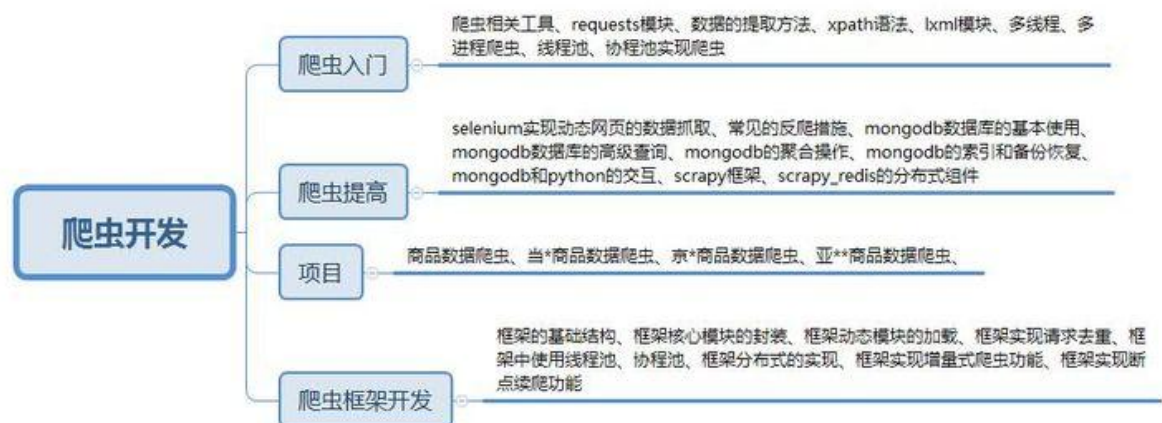 爬虫相关工具、requests模块、数据的提取方法、xpath语法、lxml模块、多线程、多
进程爬虫、线程池、协程池实现爬虫
爬虫入门
selenium实现动态网页的数据抓取、常见的反爬措施、mongodb数据库的基本使用、
mongodb数据库的高级查询、mongodb的聚合操作、mongodb的索引和备份恢复、
mongodb和python的交互、scrapy框架、scrapy_redis的分布式组件
爬虫提高
爬虫开发
商品数据爬虫、当*商品数据爬虫、京*商品数据爬虫、亚**商品数据爬虫、
项目
框架的基础结构、框架核心模块的封装、框架动态模块的加载、框架实现请求去重、框
架中使用线程池、协程池、框架分布式的实现、框架实现增量式爬虫功能、框架实现断
点续爬功能
爬虫框架开发